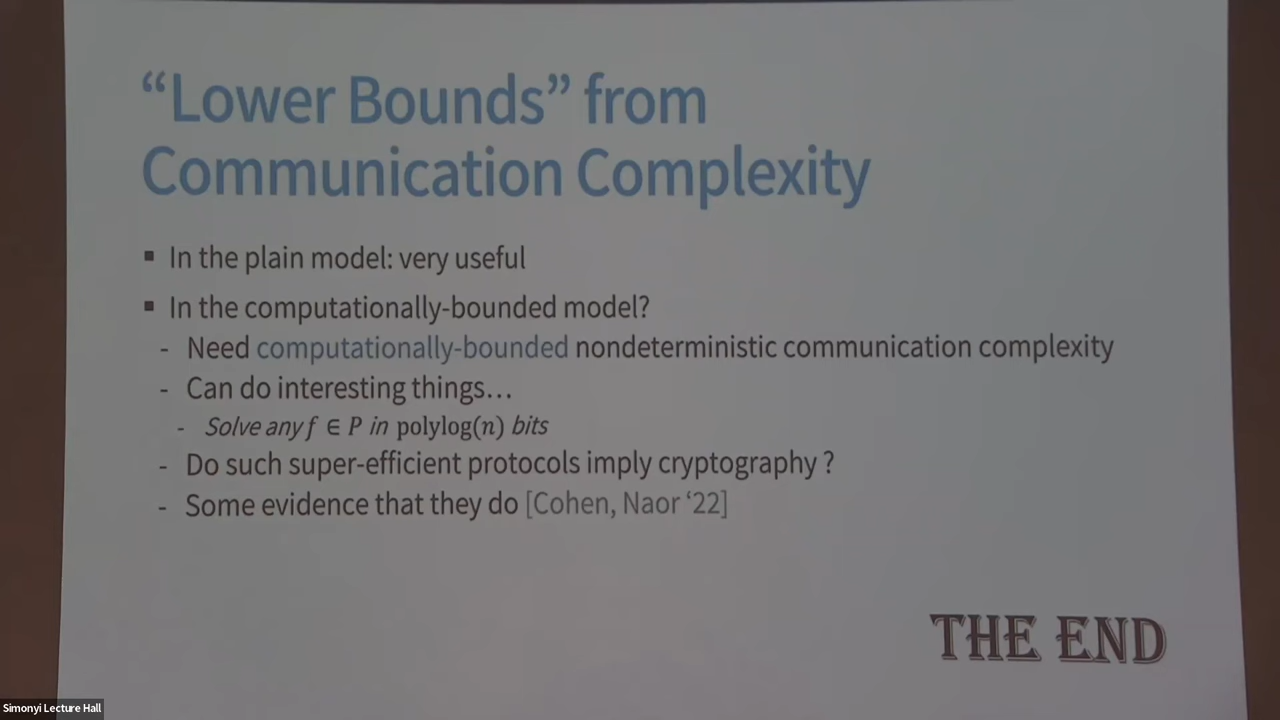 “Lower Bounds” from
Communication Complexity
▪ In the plain model: very useful
▪ In the computationally-bounded model?
- Need computationally-bounded nondeterministic communication complexity
- Can do interesting things…
- Solve any f ∈ P in polylog(n) bits
- Do such super-efficient protocols imply cryptography ?
- Some evidence that they do [Cohen, Naor ‘22]
THE END
Simonyi Lecture Hall